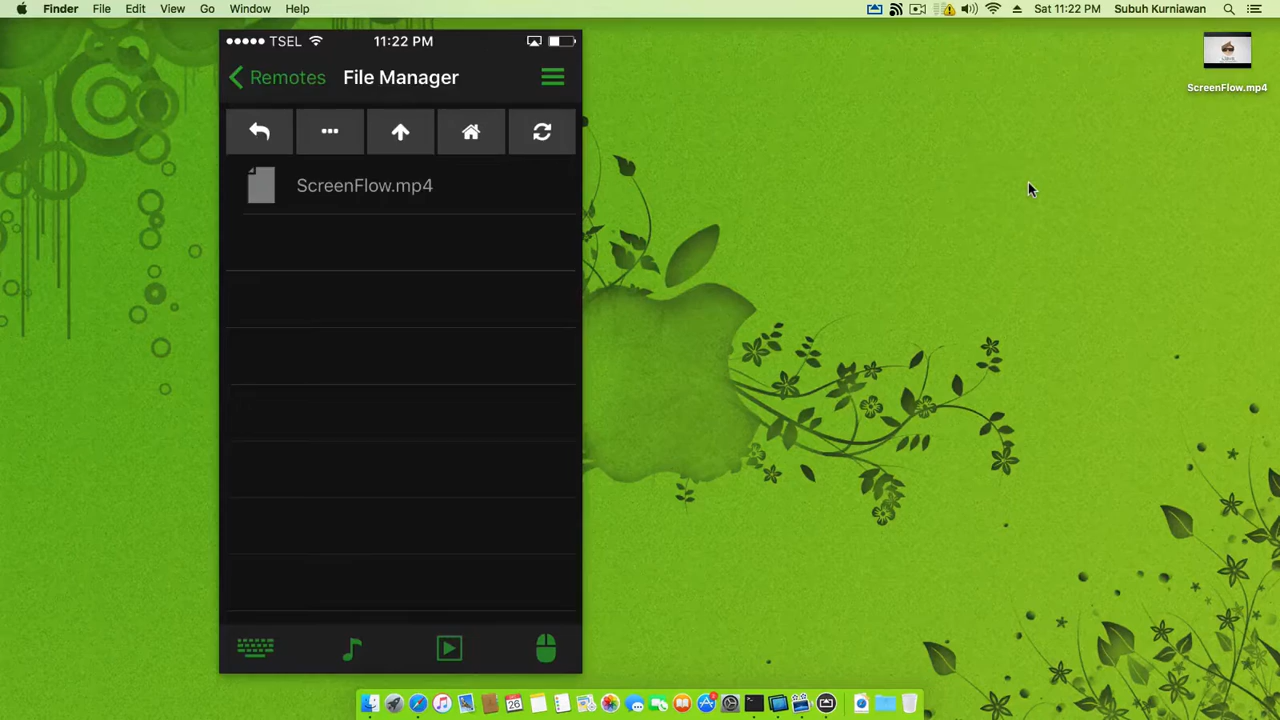 Finder File Edit View Go Window Help Sat 11:22 PM Subuh Kurniawan
TSEL 11:22 PM
Remotes File Manager
ScreenFlow.mp4
ScreenFlow.mp4
26